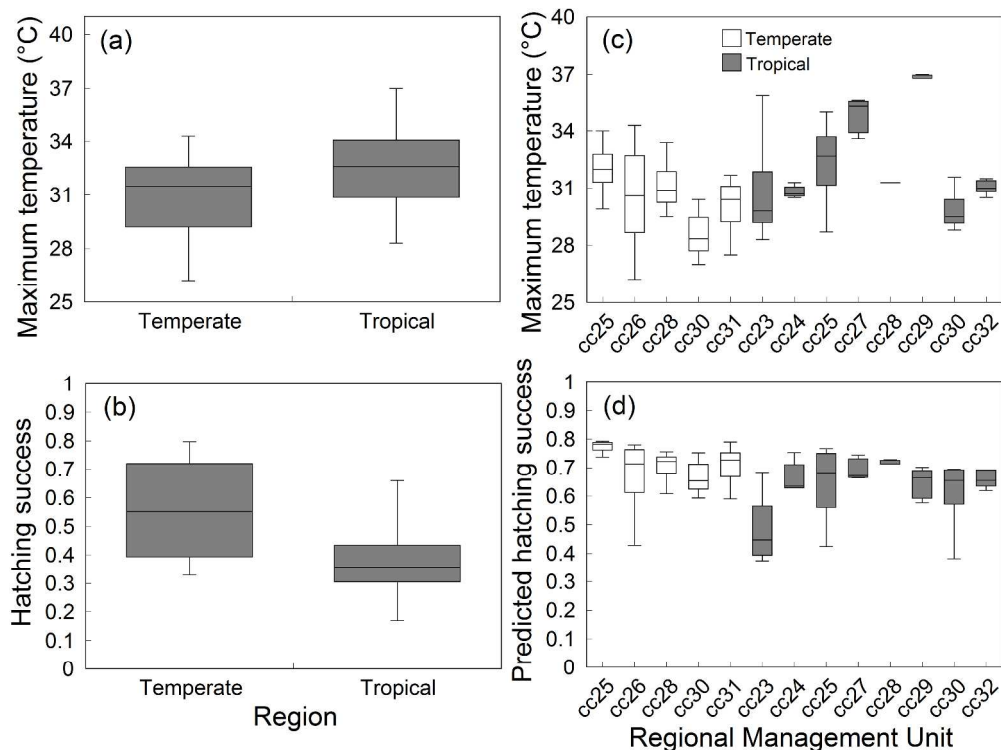 (a)
Maximum temperature (°C)
40
37
34
31
28
25
Temperate
Tropical
(b)
Hatching success
1
0.9
0.8
0.7
0.6
0.5
0.4
0.3
0.2
0.1
0
Temperate
Tropical
Region
(c)
Temperate
Tropical
Maximum temperature (°C)
40
37
34
31
28
25
cc25
cc26
cc28
cc30
cc31
cc23
cc24
cc25
cc27
cc28
cc29
cc30
cc32
(d)
Predicted hatching success
1
0.9
0.8
0.7
0.6
0.5
0.4
0.3
0.2
0.1
0
cc25
cc26
cc28
cc30
cc31
cc23
cc24
cc25
cc27
cc28
cc29
cc30
cc32
Regional Management Unit